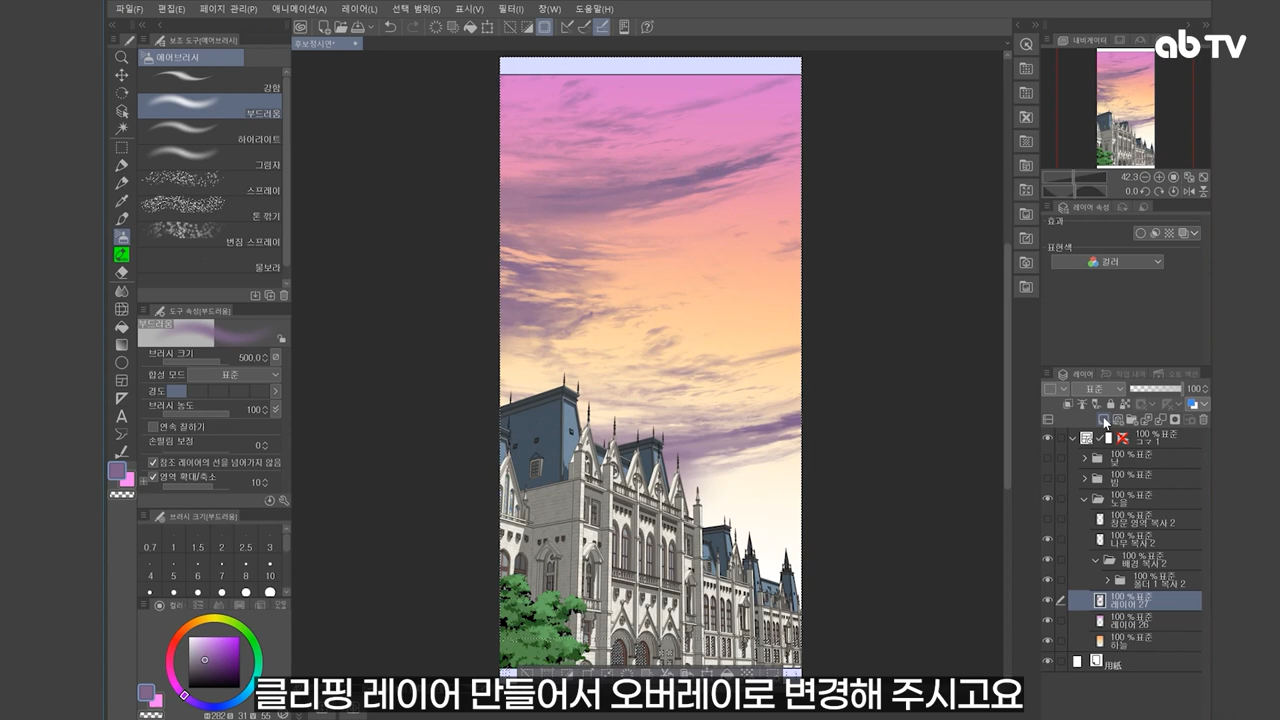 파일(F) 편집(E) 페이지 관리(P) 애니메이션(A) 레이어(L) 선택 범위(S) 표시(V) 필터(I) 창(W) 도움말(H)
ab TV
보조 도구[에어브러시]
에어브러시
강함
부드러움
하이라이트
그림자
스프레이
톤 깎기
번짐 스프레이
물보라
도구 속성[부드러움]
부드러움
브러시 크기 500.0
합성 모드 표준
경도
브러시 농도 100
연속 칠하기
손떨림 보정 0
참조 레이어의 선을 넘어가지 않음
영역 확대/축소 10
브러시 크기[부드러움]
0.7 1 1.5 2 2.5 3
4 5 6 7 8 10
컬러
282 31 55
내비게이터
42.3
0.0
레이어 속성
효과
표현색
컬러
레이어
표준 100
100 %표준
코마 1
100 %표준
낮
100 %표준
밤
100 %표준
노을
100 %표준
창문 영역 복사 2
100 %표준
나무 복사 2
100 %표준
배경 복사 2
100 %표준
폴더 1 복사 2
100 %표준
레이어 27
100 %표준
레이어 26
100 %표준
하늘
用紙
클리핑 레이어 만들어서 오버레이로 변경해 주시고요